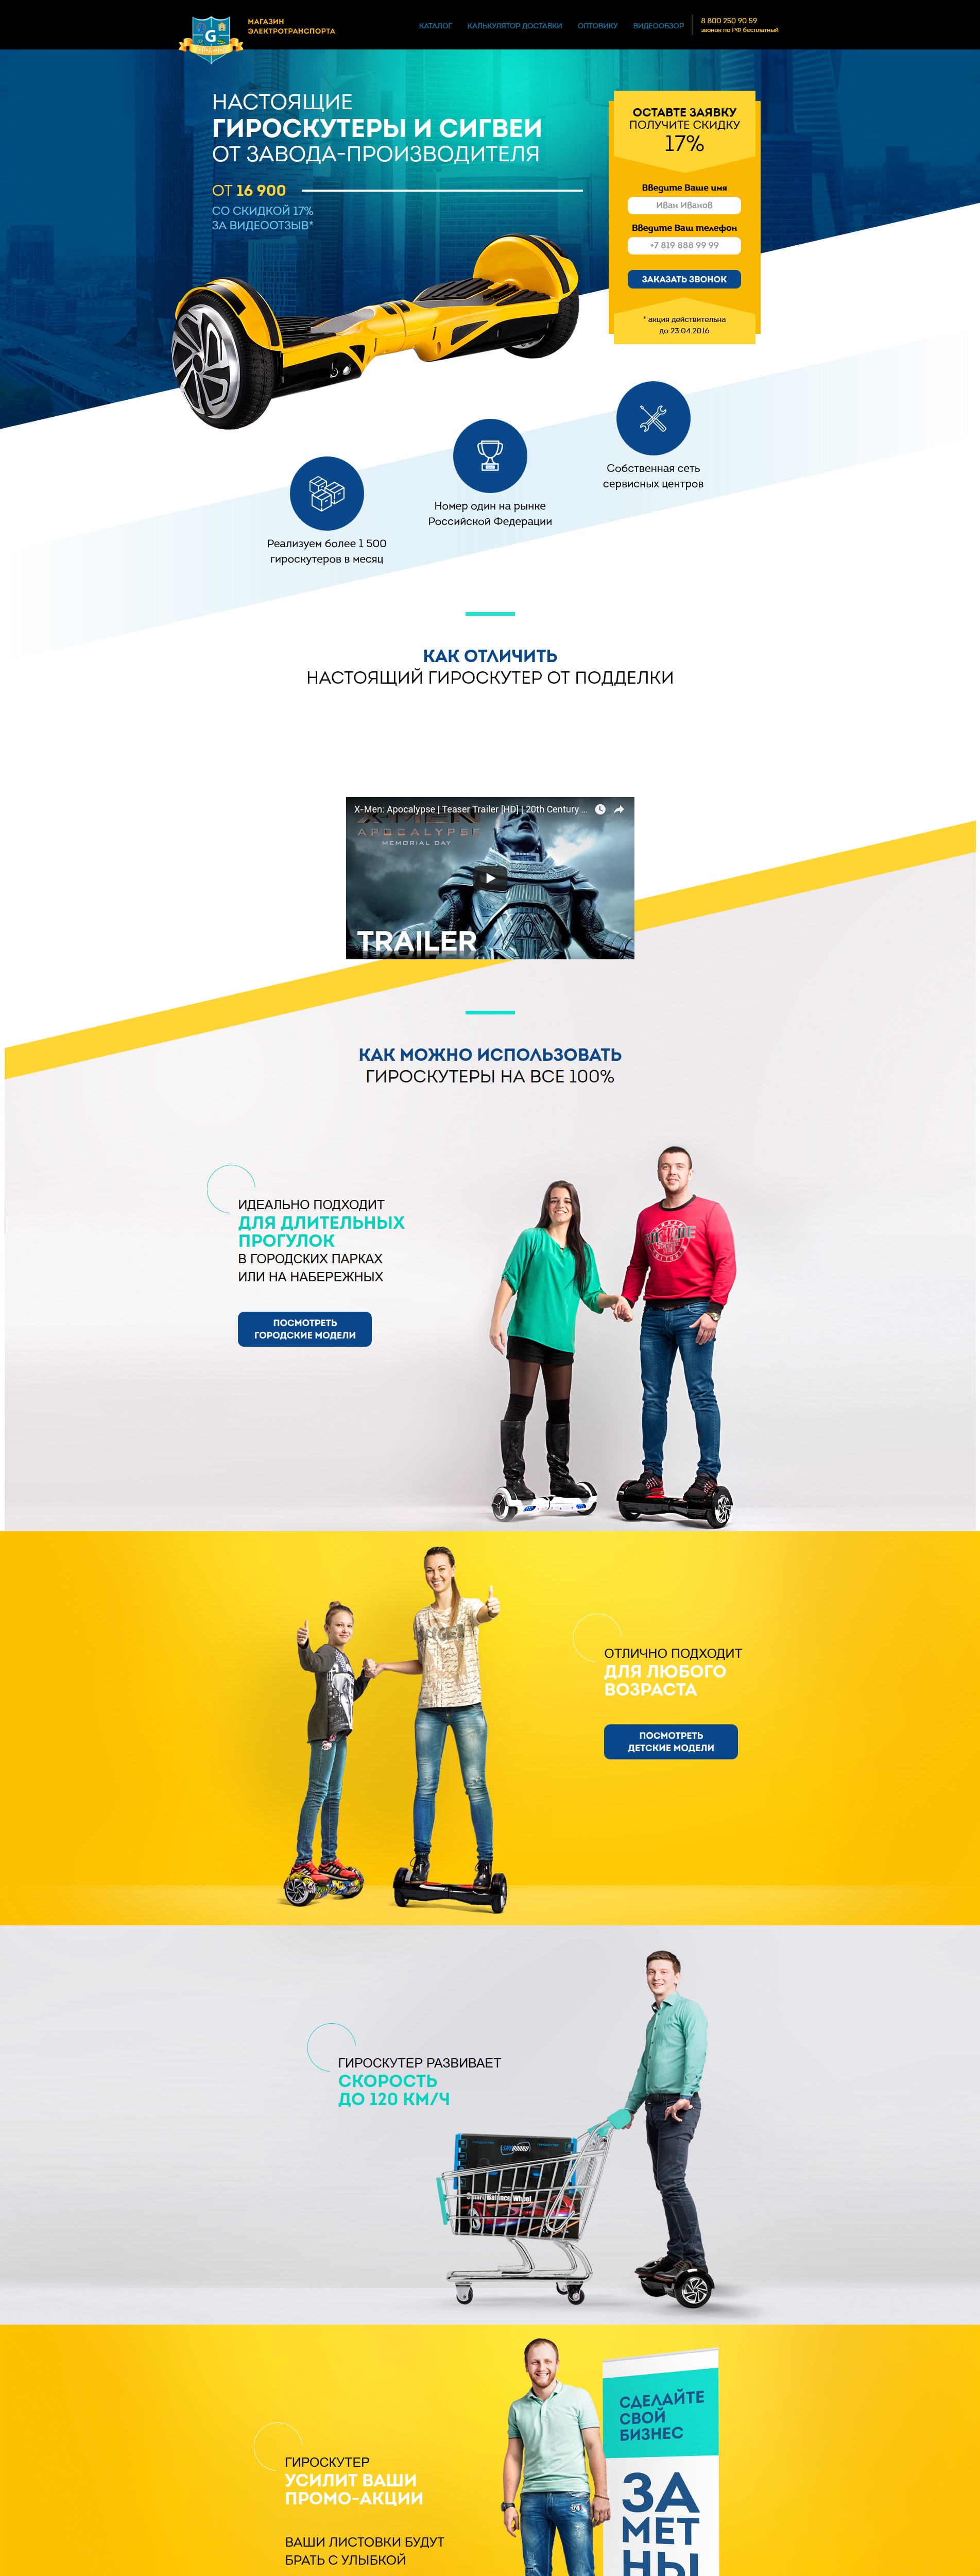 G
МАГАЗИН
ЭЛЕКТРОТРАНСПОРТА
КАТАЛОГ
КАЛЬКУЛЯТОР ДОСТАВКИ
ОПТОВИКУ
ВИДЕООБЗОР
8 800 250 90 59
звонок по РФ бесплатный
НАСТОЯЩИЕ
ГИРОСКУТЕРЫ И СИГВЕИ
ОТ ЗАВОДА-ПРОИЗВОДИТЕЛЯ
ОТ 16 900
СО СКИДКОЙ 17%
ЗА ВИДЕООТЗЫВ*
ОСТАВТЕ ЗАЯВКУ
ПОЛУЧИТЕ СКИДКУ
17%
Введите Ваше имя
Иван Иванов
Введите Ваш телефон
+7 819 888 99 99
ЗАКАЗАТЬ ЗВОНОК
* акция действительна
до 23.04.2016
Собственная сеть
сервисных центров
Номер один на рынке
Российской Федерации
Реализуем более 1 500
гироскутеров в месяц
КАК ОТЛИЧИТЬ
НАСТОЯЩИЙ ГИРОСКУТЕР ОТ ПОДДЕЛКИ
X-Men: Apocalypse | Teaser Trailer [HD] | 20th Century ...
X-MEN
APOCALYPSE
MEMORIAL DAY
TRAILER
КАК МОЖНО ИСПОЛЬЗОВАТЬ
ГИРОСКУТЕРЫ НА ВСЕ 100%
ИДЕАЛЬНО ПОДХОДИТ
ДЛЯ ДЛИТЕЛЬНЫХ
ПРОГУЛОК
В ГОРОДСКИХ ПАРКАХ
ИЛИ НА НАБЕРЕЖНЫХ
ПОСМОТРЕТЬ
ГОРОДСКИЕ МОДЕЛИ
ОТЛИЧНО ПОДХОДИТ
ДЛЯ ЛЮБОГО
ВОЗРАСТА
ПОСМОТРЕТЬ
ДЕТСКИЕ МОДЕЛИ
ГИРОСКУТЕР РАЗВИВАЕТ
СКОРОСТЬ
ДО 120 КМ/Ч
Smart Balance Wheel
СДЕЛАЙТЕ
СВОЙ
БИЗНЕС
ЗА
МЕТ
НЫ
ГИРОСКУТЕР
УСИЛИТ ВАШИ
ПРОМО-АКЦИИ
ВАШИ ЛИСТОВКИ БУДУТ
БРАТЬ С УЛЫБКОЙ